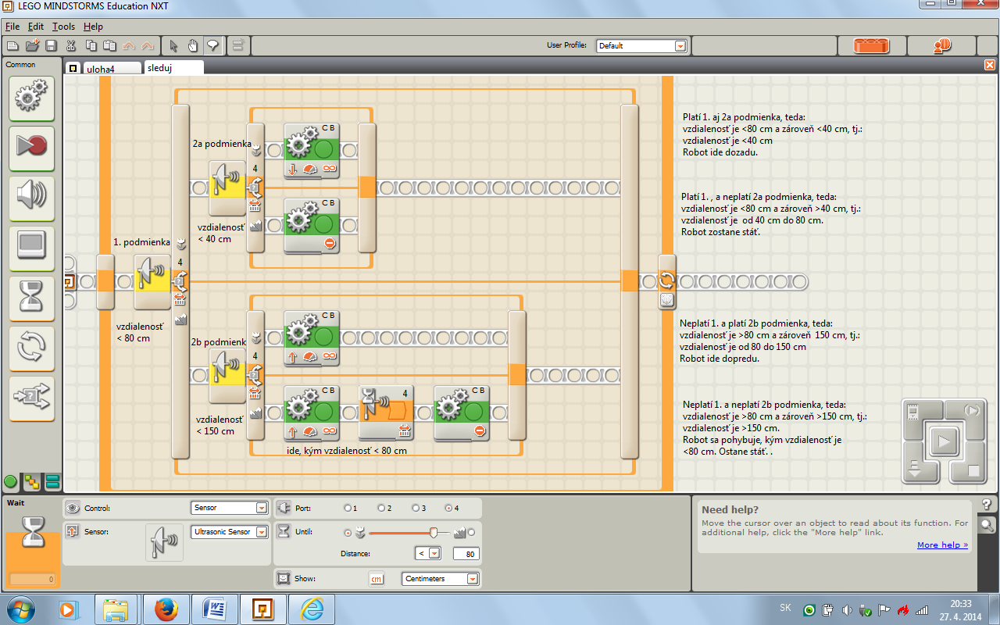 LEGO MINDSTORMS Education NXT
File Edit Tools Help
User Profile: Default
Common
uloha4
sleduj
C B
2a podmienka
4
C B
vzdialenosť
< 40 cm
1. podmienka
4
vzdialenosť
< 80 cm
C B
2b podmienk
4
C B
4
C B
vzdialenosť
< 150 cm
ide, kým vzdialenosť < 80 cm
Platí 1. aj 2a podmienka, teda:
vzdialenosť je <80 cm a zároveň <40 cm, tj.:
vzdialenosť je <40 cm
Robot ide dozadu.
Platí 1. , a neplatí 2a podmienka, teda:
vzdialenosť je <80 cm a zároveň >40 cm, tj.:
vzdialenosť je  od 40 cm do 80 cm.
Robot zostane stáť.
Neplatí 1. a platí 2b podmienka, teda:
vzdialenosť je >80 cm a zároveň  150 cm, tj.:
vzdialenosť je od 80 do 150 cm
Robot ide dopredu.
Neplatí 1. a neplatí 2b podmienka, teda:
vzdialenosť je >80 cm a zároveň >150 cm, tj.:
vzdialenosť je >150 cm.
Robot sa pohybuje, kým vzdialenosť je
<80 cm. Ostane stáť. .
Wait
0
Control: Sensor
Sensor: Ultrasonic Sensor
Port: 1 2 3 4
Until:
Distance: < 80
Show: cm Centimeters
Need help?
Move the cursor over an object to read about its function. For
additional help, click the "More help" link.
More help »
SK
20:33
27. 4. 2014